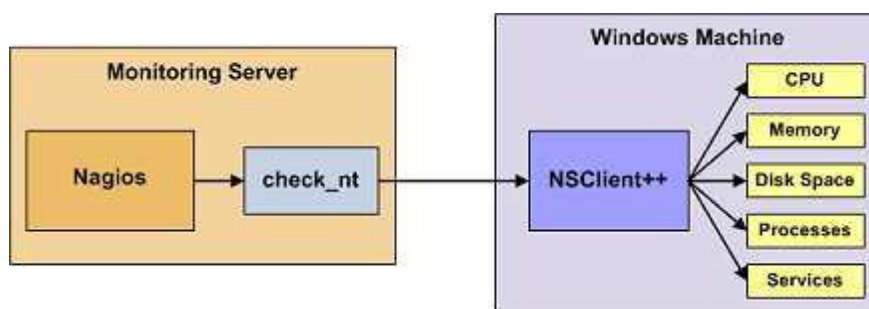 Monitoring Server
Nagios
check_nt
Windows Machine
NSClient++
CPU
Memory
Disk Space
Processes
Services